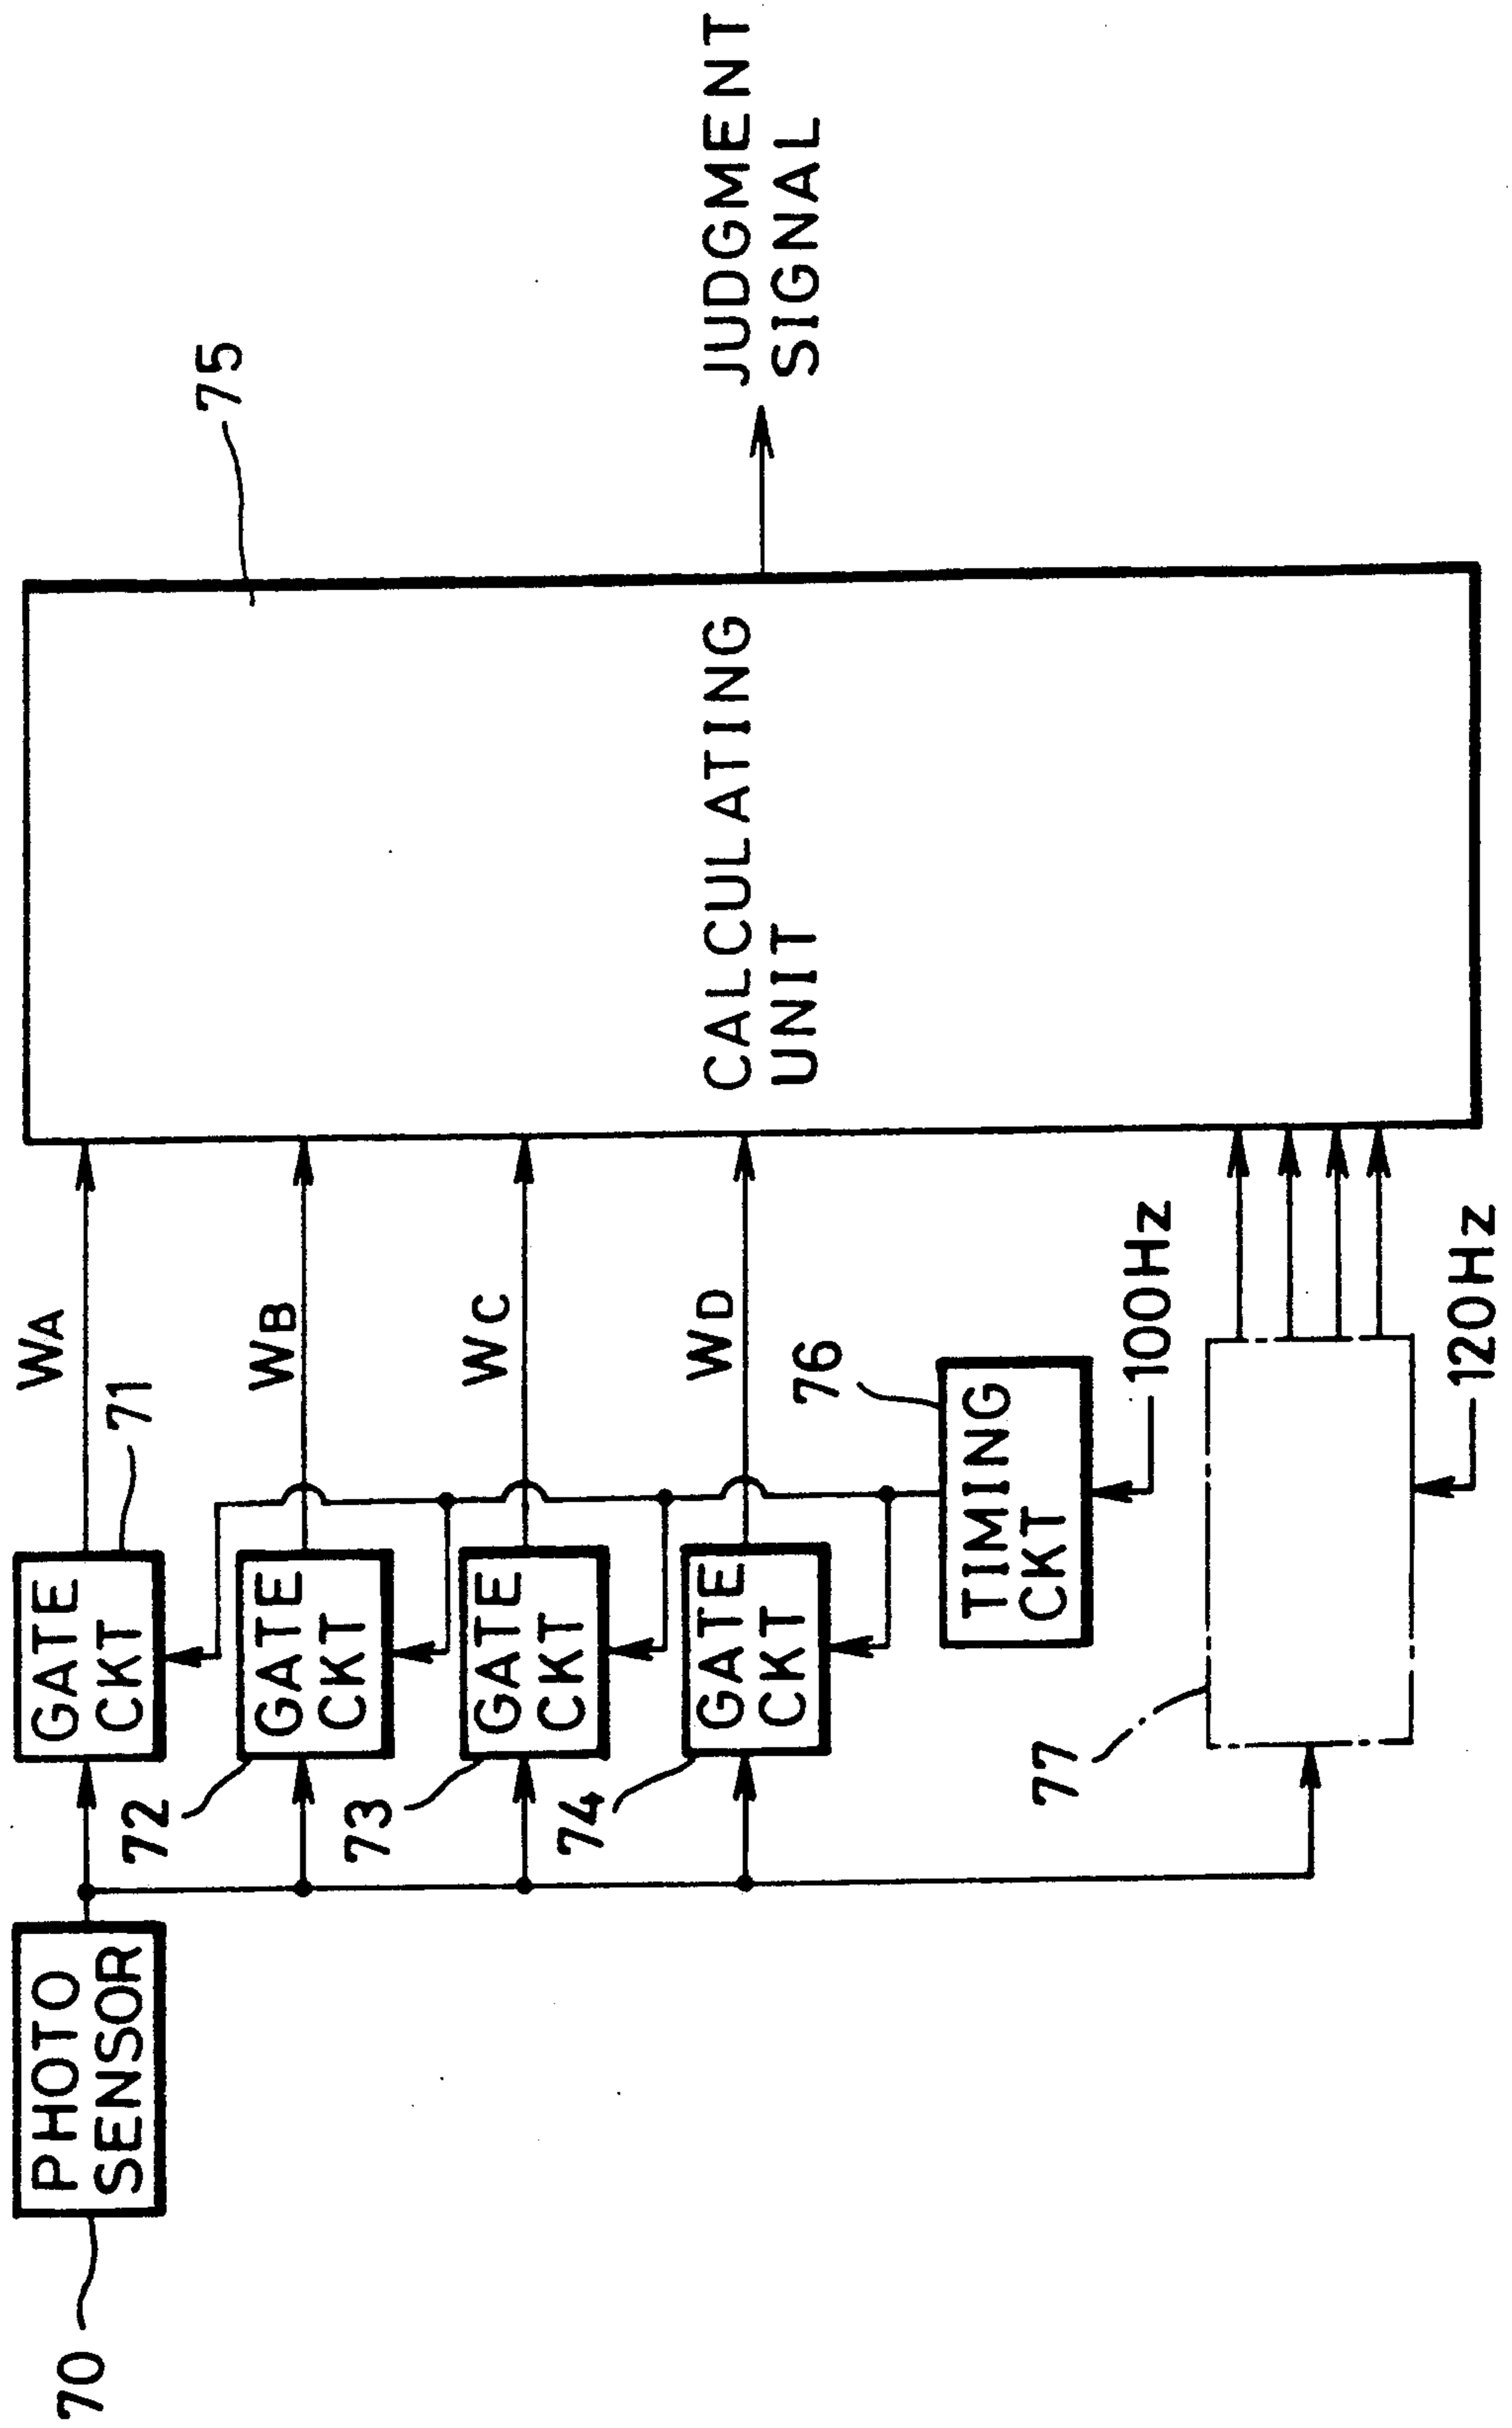 70
PHOTO
SENSOR
GATE
CKT
71
WA
72
GATE
CKT
WB
73
GATE
CKT
WC
74
GATE
CKT
WD
76
TIMING
CKT
100Hz
77
120Hz
75
CALCULATING
UNIT
JUDGMENT
SIGNAL